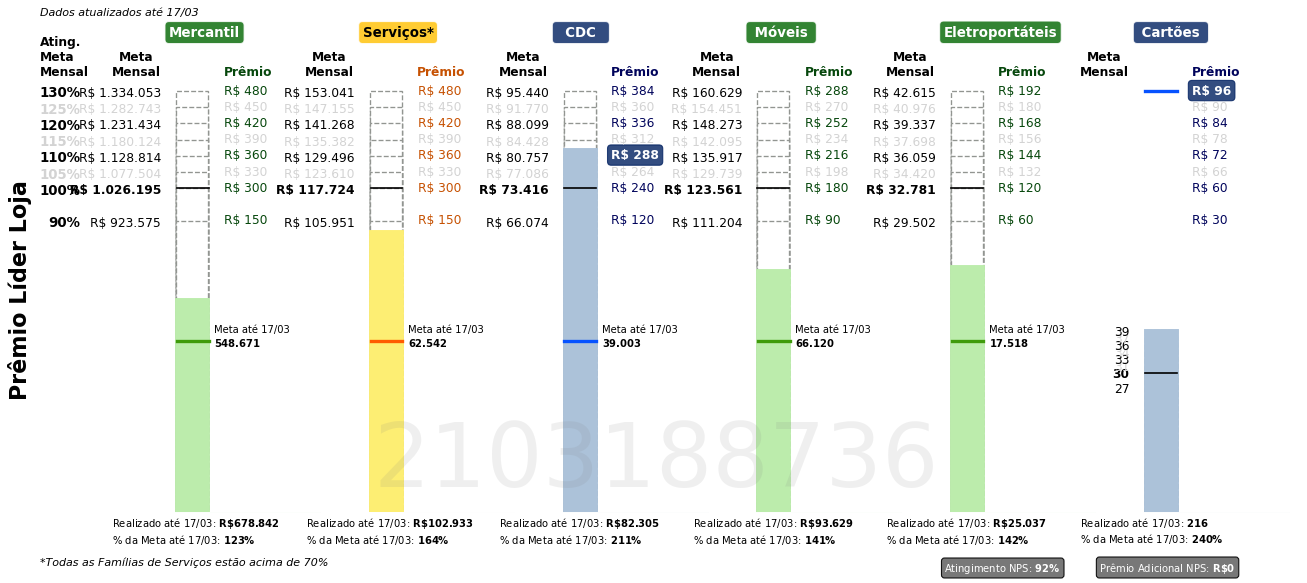 Dados atualizados até 17/03
Mercantil Serviços* CDC Móveis Eletroportáteis Cartões
Ating. Meta Mensal
Meta Mensal Prêmio Meta Mensal Prêmio Meta Mensal Prêmio Meta Mensal Prêmio Meta Mensal Prêmio Meta Mensal Prêmio
130% R$ 1.334.053 R$ 480 R$ 153.041 R$ 480 R$ 95.440 R$ 384 R$ 160.629 R$ 288 R$ 42.615 R$ 192 R$ 96
125% R$ 1.282.743 R$ 450 R$ 147.155 R$ 450 R$ 91.770 R$ 360 R$ 154.451 R$ 270 R$ 40.976 R$ 180 R$ 90
120% R$ 1.231.434 R$ 420 R$ 141.268 R$ 420 R$ 88.099 R$ 336 R$ 148.273 R$ 252 R$ 39.337 R$ 168 R$ 84
115% R$ 1.180.124 R$ 390 R$ 135.382 R$ 390 R$ 84.428 R$ 312 R$ 142.095 R$ 234 R$ 37.698 R$ 156 R$ 78
110% R$ 1.128.814 R$ 360 R$ 129.496 R$ 360 R$ 80.757 R$ 288 R$ 135.917 R$ 216 R$ 36.059 R$ 144 R$ 72
105% R$ 1.077.504 R$ 330 R$ 123.610 R$ 330 R$ 77.086 R$ 264 R$ 129.739 R$ 198 R$ 34.420 R$ 132 R$ 66
100% R$ 1.026.195 R$ 300 R$ 117.724 R$ 300 R$ 73.416 R$ 240 R$ 123.561 R$ 180 R$ 32.781 R$ 120 R$ 60
90% R$ 923.575 R$ 150 R$ 105.951 R$ 150 R$ 66.074 R$ 120 R$ 111.204 R$ 90 R$ 29.502 R$ 60 R$ 30
Prêmio Líder Loja
Meta até 17/03 Meta até 17/03 Meta até 17/03 Meta até 17/03 Meta até 17/03
548.671 62.542 39.003 66.120 17.518
39
36
33
30
27
2103188736
Realizado até 17/03: R$678.842 Realizado até 17/03: R$102.933 Realizado até 17/03: R$82.305 Realizado até 17/03: R$93.629 Realizado até 17/03: R$25.037 Realizado até 17/03: 216
% da Meta até 17/03: 123% % da Meta até 17/03: 164% % da Meta até 17/03: 211% % da Meta até 17/03: 141% % da Meta até 17/03: 142% % da Meta até 17/03: 240%
*Todas as Famílias de Serviços estão acima de 70%
Atingimento NPS: 92% Prêmio Adicional NPS: R$0